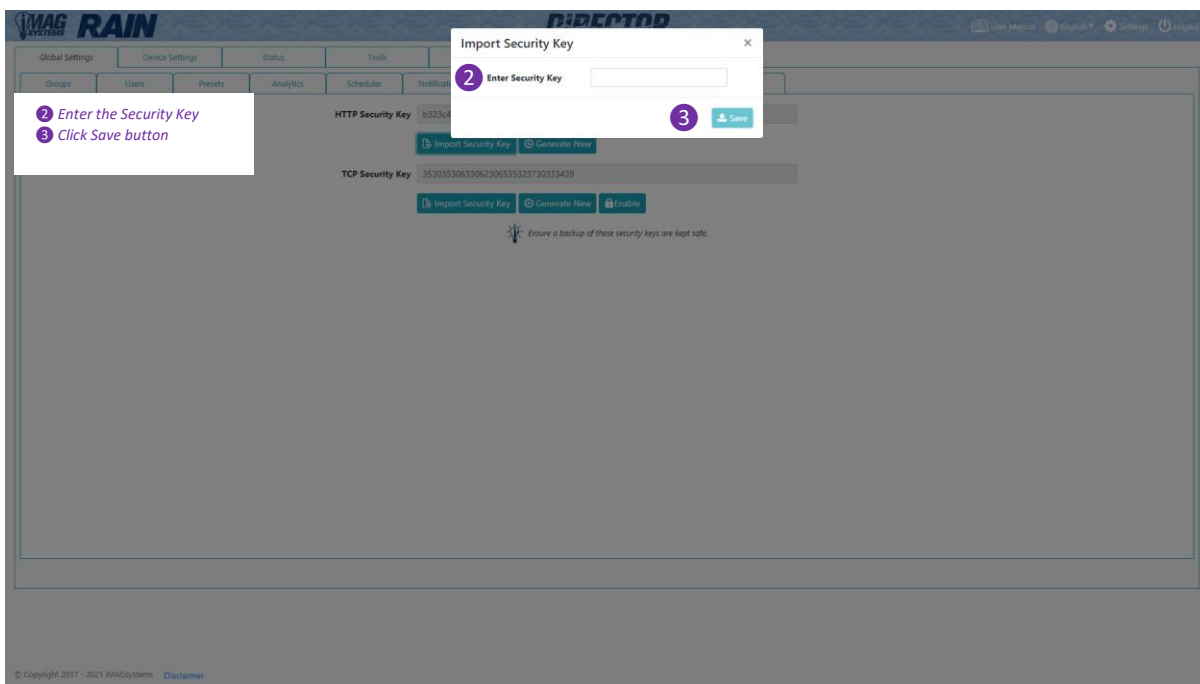 iMAG SYSTEMS RAIN
DiRECTOR
User Manual English Settings Logout
Import Security Key ×
Global Settings Device Settings Status Tools
2 Enter Security Key
Groups Users Presets Analytics Scheduler
2 Enter the Security Key
3 Click Save button
HTTP Security Key
3 Save
Import Security Key Generate New
TCP Security Key 35303530633062306535323730333439
Import Security Key Generate New Enable
Ensure a backup of these security keys are kept safe.
© Copyright 2017 - 2021 iMAGsystems Disclaimer